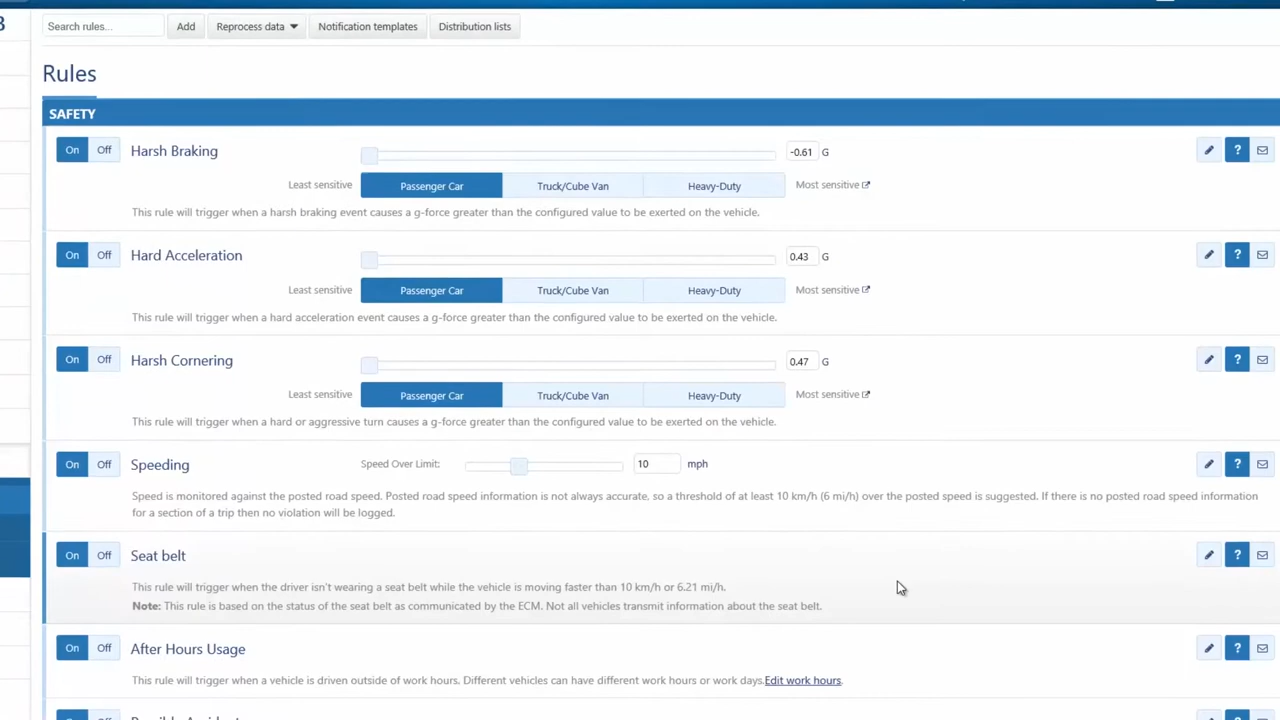 Search rules...
Add
Reprocess data
Notification templates
Distribution lists
Rules
SAFETY
On Off Harsh Braking -0.61 G
Least sensitive Passenger Car Truck/Cube Van Heavy-Duty Most sensitive
This rule will trigger when a harsh braking event causes a g-force greater than the configured value to be exerted on the vehicle.
On Off Hard Acceleration 0.43 G
Least sensitive Passenger Car Truck/Cube Van Heavy-Duty Most sensitive
This rule will trigger when a hard acceleration event causes a g-force greater than the configured value to be exerted on the vehicle.
On Off Harsh Cornering 0.47 G
Least sensitive Passenger Car Truck/Cube Van Heavy-Duty Most sensitive
This rule will trigger when a hard or aggressive turn causes a g-force greater than the configured value to be exerted on the vehicle.
On Off Speeding Speed Over Limit: 10 mph
Speed is monitored against the posted road speed. Posted road speed information is not always accurate, so a threshold of at least 10 km/h (6 mi/h) over the posted speed is suggested. If there is no posted road speed information
for a section of a trip then no violation will be logged.
On Off Seat belt
This rule will trigger when the driver isn't wearing a seat belt while the vehicle is moving faster than 10 km/h or 6.21 mi/h.
Note: This rule is based on the status of the seat belt as communicated by the ECM. Not all vehicles transmit information about the seat belt.
On Off After Hours Usage
This rule will trigger when a vehicle is driven outside of work hours. Different vehicles can have different work hours or work days.Edit work hours.